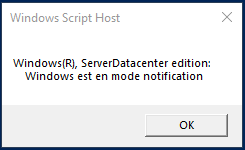 Windows Script Host
Windows(R), ServerDatacenter edition:
Windows est en mode notification
OK